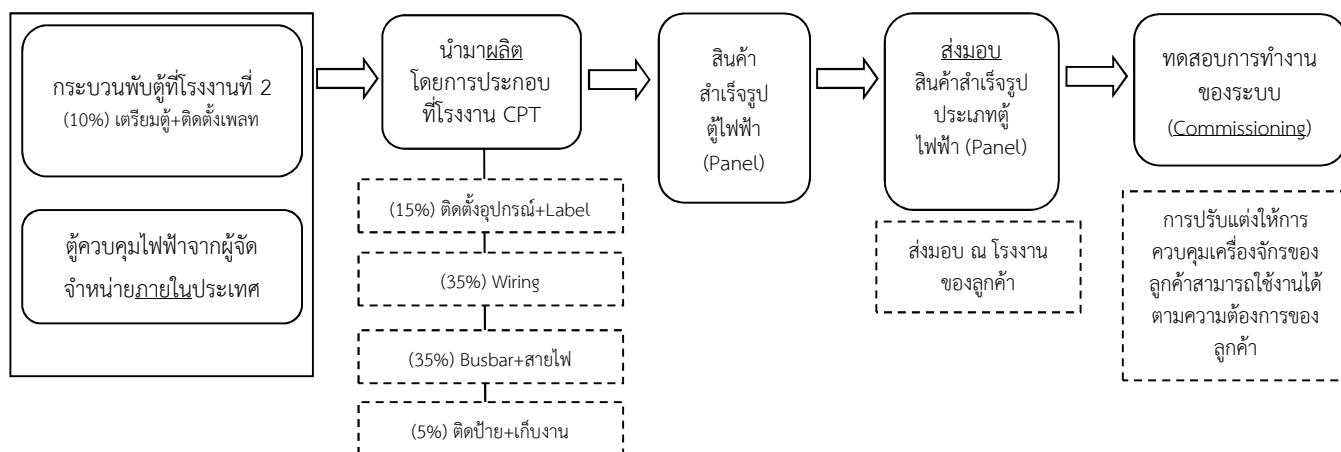 กระบวนพับตู้ที่โรงงานที่ 2
(10%) เตรียมตู้+ติดตั้งเพลท
ตู้ควบคุมไฟฟ้าจากผู้จัด
จำหน่ายภายในประเทศ
นำมาผลิต
โดยการประกอบ
ที่โรงงาน CPT
(15%) ติดตั้งอุปกรณ์+Label
(35%) Wiring
(35%) Busbar+สายไฟ
(5%) ติดป้าย+เก็บงาน
สินค้า
สำเร็จรูป
ตู้ไฟฟ้า
(Panel)
ส่งมอบ
สินค้าสำเร็จรูป
ประเภทตู้
ไฟฟ้า (Panel)
ส่งมอบ ณ โรงงาน
ของลูกค้า
ทดสอบการทำงาน
ของระบบ
(Commissioning)
การปรับแต่งให้การ
ควบคุมเครื่องจักรของ
ลูกค้าสามารถใช้งานได้
ตามความต้องการของ
ลูกค้า